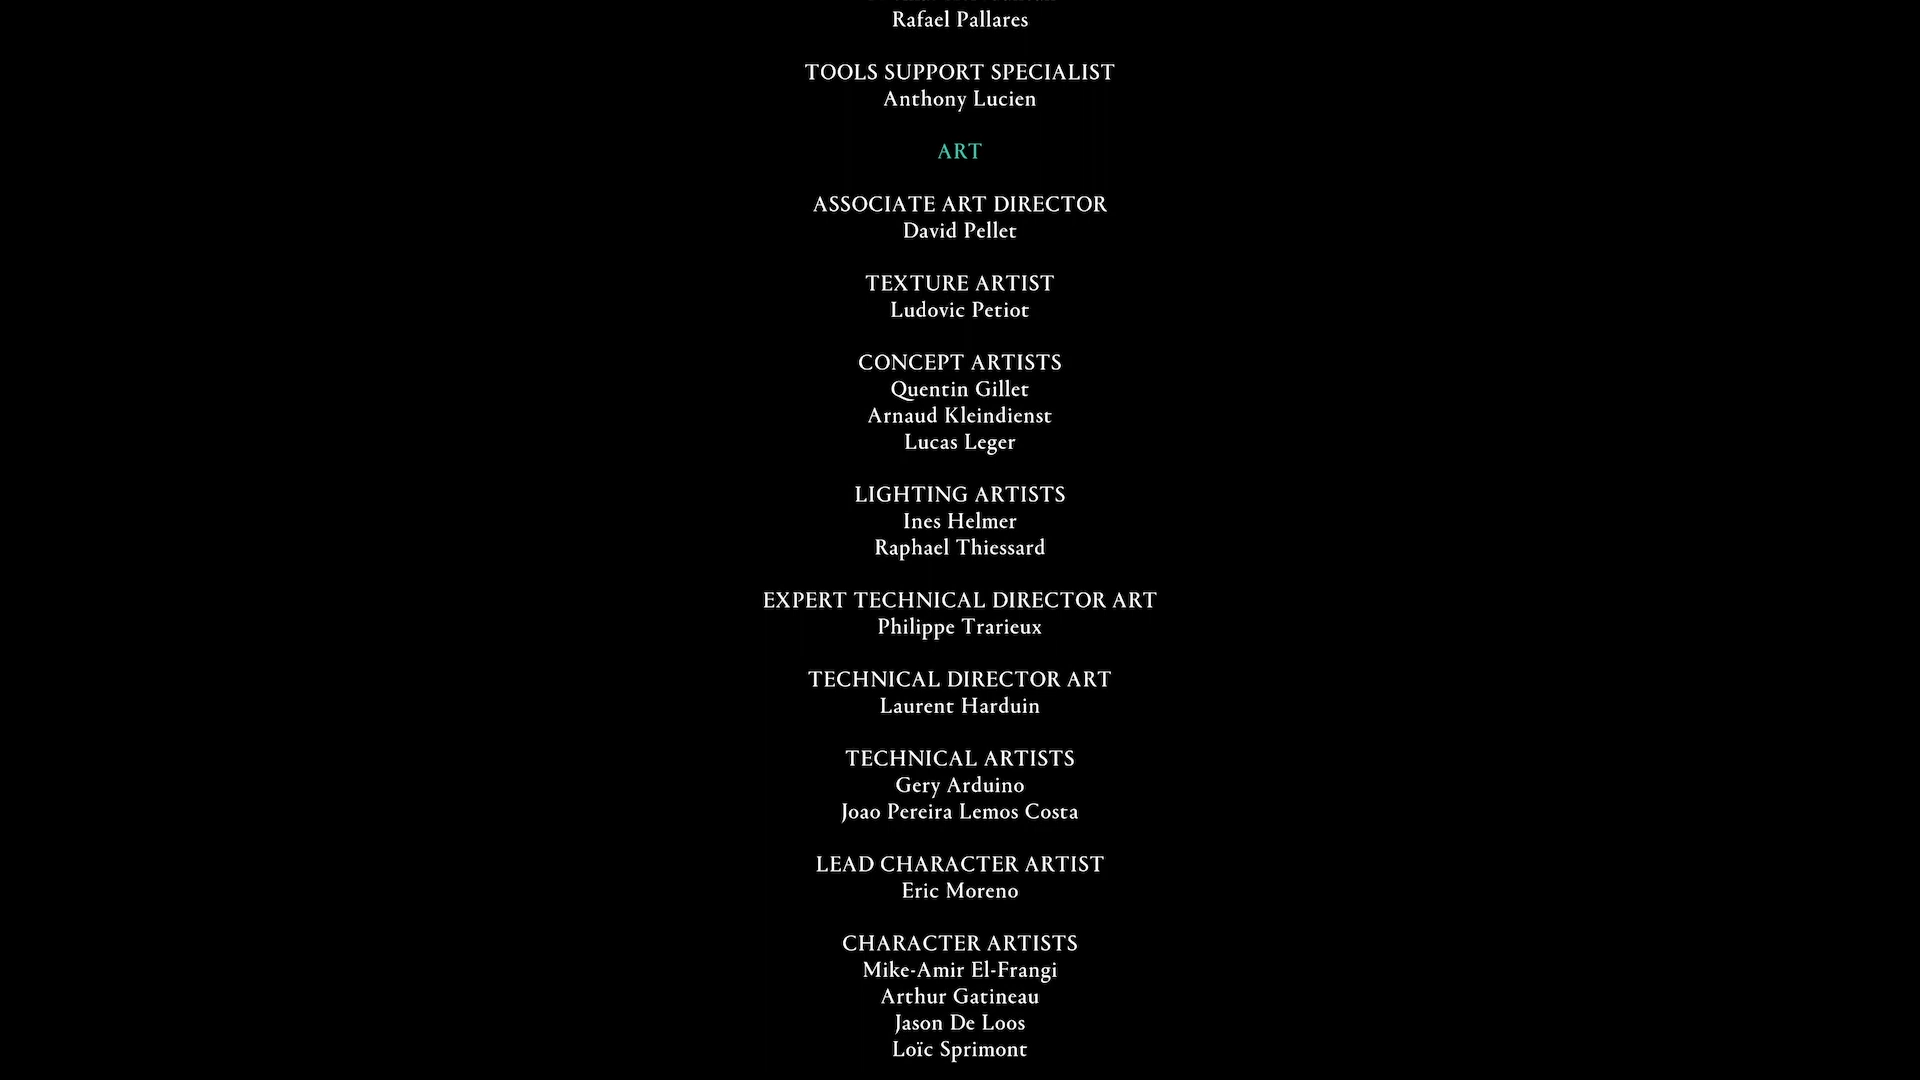 Rafael Pallares
TOOLS SUPPORT SPECIALIST
Anthony Lucien
ART
ASSOCIATE ART DIRECTOR
David Pellet
TEXTURE ARTIST
Ludovic Petiot
CONCEPT ARTISTS
Quentin Gillet
Arnaud Kleindienst
Lucas Leger
LIGHTING ARTISTS
Ines Helmer
Raphael Thiessard
EXPERT TECHNICAL DIRECTOR ART
Philippe Trarieux
TECHNICAL DIRECTOR ART
Laurent Harduin
TECHNICAL ARTISTS
Gery Arduino
Joao Pereira Lemos Costa
LEAD CHARACTER ARTIST
Eric Moreno
CHARACTER ARTISTS
Mike-Amir El-Frangi
Arthur Gatineau
Jason De Loos
Loïc Sprimont